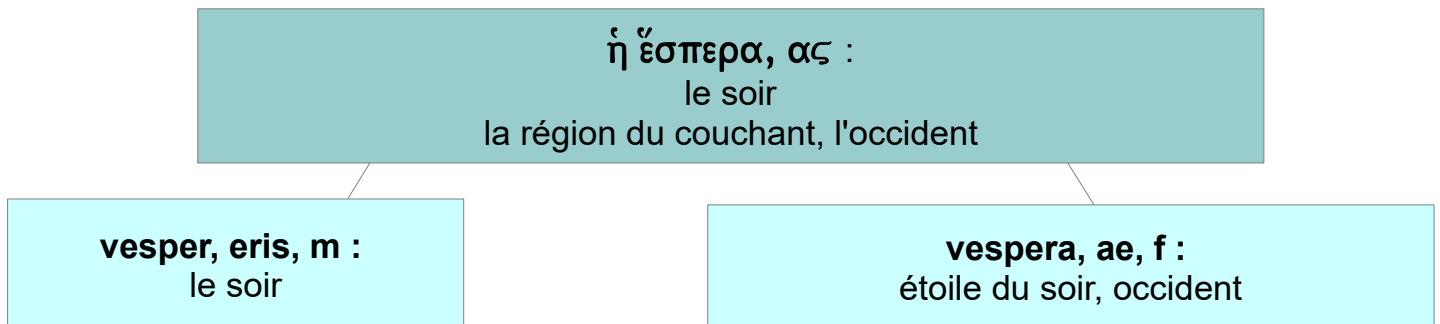 ἡ ἕσπερα, ας :
le soir
la région du couchant, l'occident
vesper, eris, m :
le soir
vespera, ae, f :
étoile du soir, occident